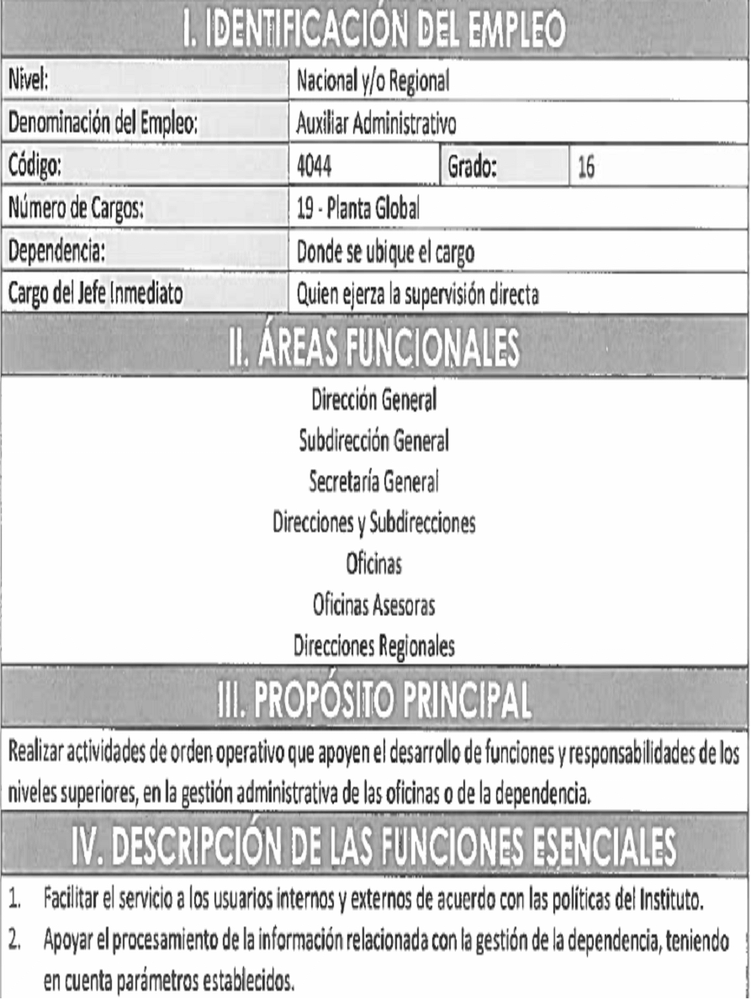 I. IDENTIFICACIÓN DEL EMPLEO
Nivel: Nacional y/o Regional
Denominación del Empleo: Auxiliar Administrativo
Código: 4044 Grado: 16
Número de Cargos: 19 - Planta Global
Dependencia: Donde se ubique el cargo
Cargo del Jefe Inmediato Quien ejerza la supervisión directa
II. ÁREAS FUNCIONALES
Dirección General
Subdirección General
Secretaría General
Direcciones y Subdirecciones
Oficinas
Oficinas Asesoras
Direcciones Regionales
III. PROPÓSITO PRINCIPAL
Realizar actividades de orden operativo que apoyen el desarrollo de funciones y responsabilidades de los
niveles superiores, en la gestión administrativa de las oficinas o de la dependencia.
IV. DESCRIPCIÓN DE LAS FUNCIONES ESENCIALES
1. Facilitar el servicio a los usuarios internos y externos de acuerdo con las políticas del Instituto.
2. Apoyar el procesamiento de la información relacionada con la gestión de la dependencia, teniendo
en cuenta parámetros establecidos.